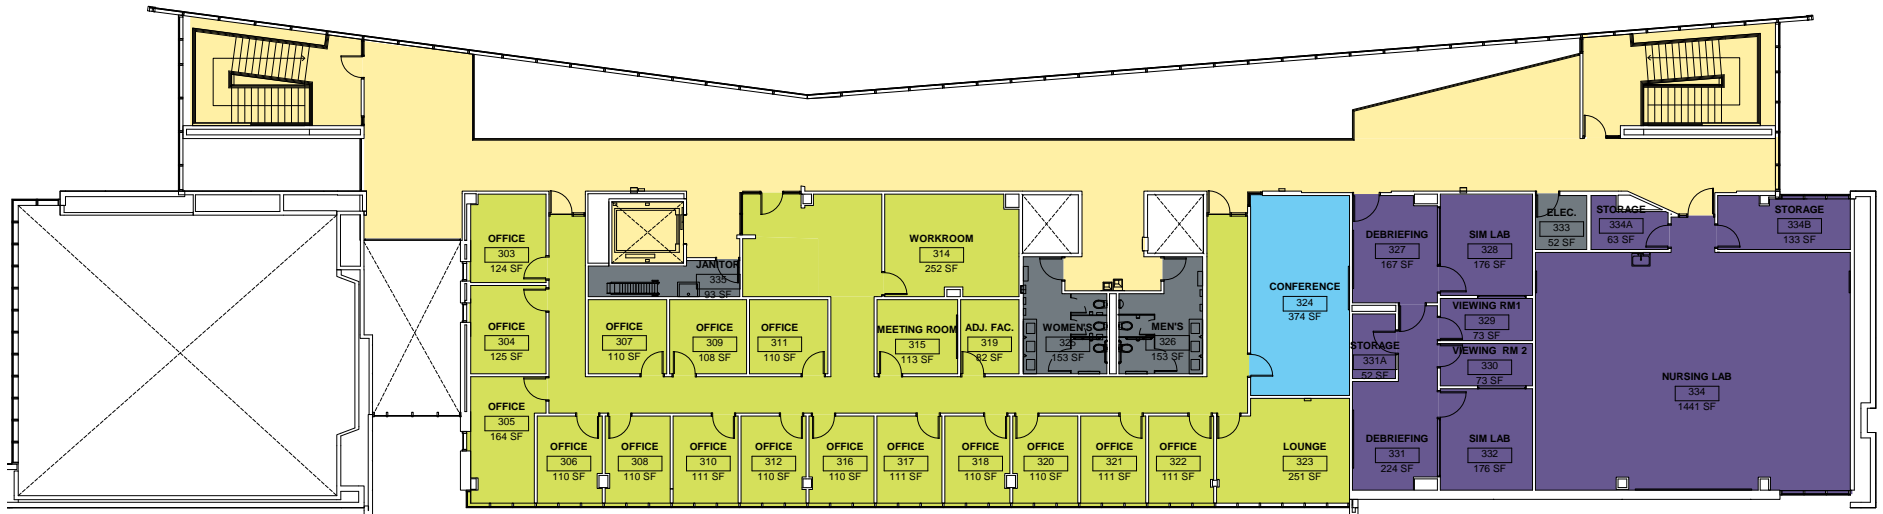 OFFICE
303
124 SF
OFFICE
304
125 SF
OFFICE
305
164 SF
JANITOR
335
93 SF
OFFICE
307
110 SF
OFFICE
309
108 SF
OFFICE
311
110 SF
WORKROOM
314
252 SF
MEETING ROOM
315
113 SF
ADJ. FAC.
319
82 SF
WOMEN'S
325
153 SF
MEN'S
326
153 SF
OFFICE
306
110 SF
OFFICE
308
110 SF
OFFICE
310
111 SF
OFFICE
312
110 SF
OFFICE
316
110 SF
OFFICE
317
111 SF
OFFICE
318
110 SF
OFFICE
320
110 SF
OFFICE
321
111 SF
OFFICE
322
111 SF
LOUNGE
323
251 SF
CONFERENCE
324
374 SF
DEBRIEFING
327
167 SF
SIM LAB
328
176 SF
VIEWING RM1
329
73 SF
VIEWING RM 2
330
73 SF
STORAGE
331A
52 SF
DEBRIEFING
331
224 SF
SIM LAB
332
176 SF
ELEC.
333
52 SF
STORAGE
334A
63 SF
STORAGE
334B
133 SF
NURSING LAB
334
1441 SF